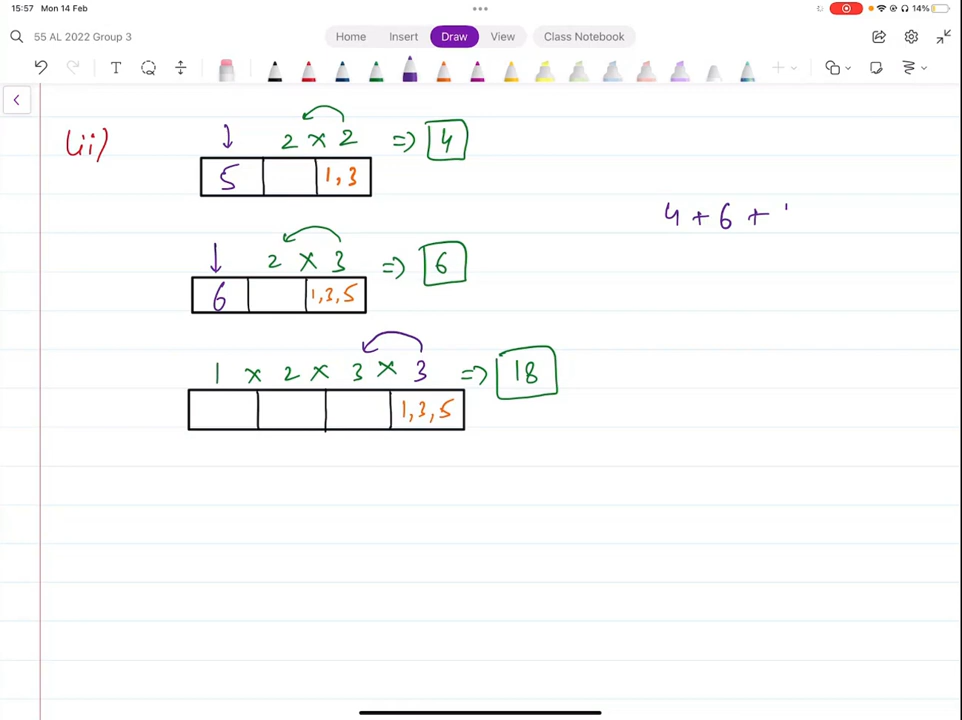 15:57 Mon 14 Feb
14%
55 AL 2022 Group 3
Home Insert Draw View Class Notebook
T
(ii)
↓ 2 × 2 => 4
5 1,3
4 + 6 +
↓ 2 × 3 => 6
6 1,3,5
1 × 2 × 3 × 3 => 18
1,3,5